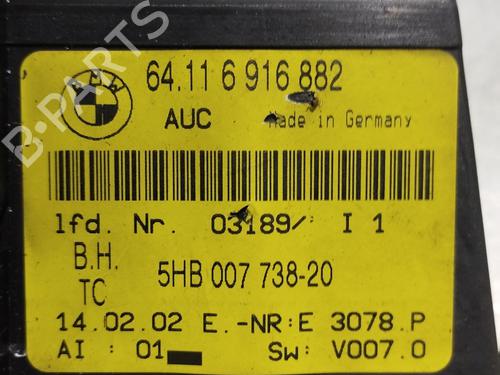 BMW
64.11 6 916 882
AUC Made in Germany
lfd. Nr. 03189/ I 1
B.H.
TC 5HB 007 738-20
14.02.02 E.-NR:E 3078.P
AI : 01 Sw: V007.0
B-PARTS